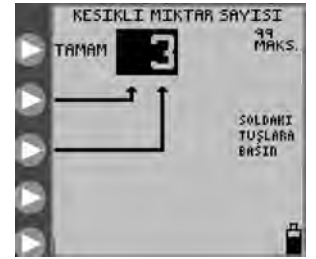 KESIKLI MIKTAR SAYISI
99
MAKS.
TAMAM 3
SOLDAKI
TUŞLARA
BASIN